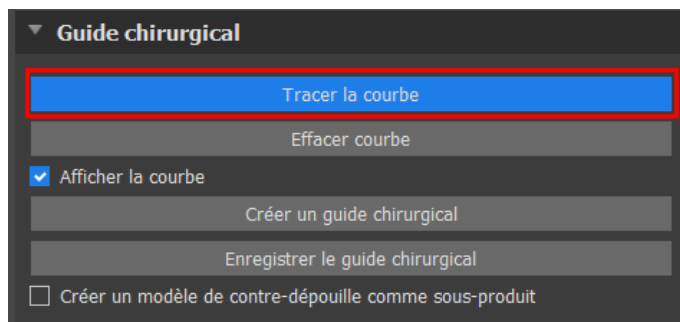 Guide chirurgical
Tracer la courbe
Effacer courbe
Afficher la courbe
Créer un guide chirurgical
Enregistrer le guide chirurgical
Créer un modèle de contre-dépouille comme sous-produit